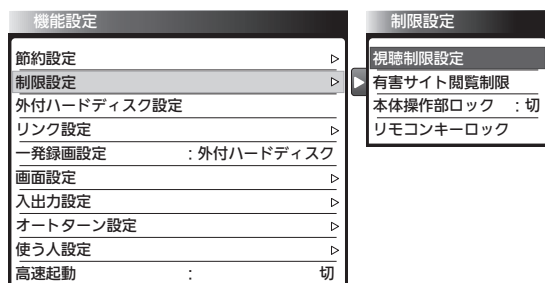 機能設定
節約設定
制限設定
外付ハードディスク設定
リンク設定
一発録画設定 :外付ハードディスク
画面設定
入出力設定
オートターン設定
使う人設定
高速起動 : 切
制限設定
視聴制限設定
有害サイト閲覧制限
本体操作部ロック :切
リモコンキーロック